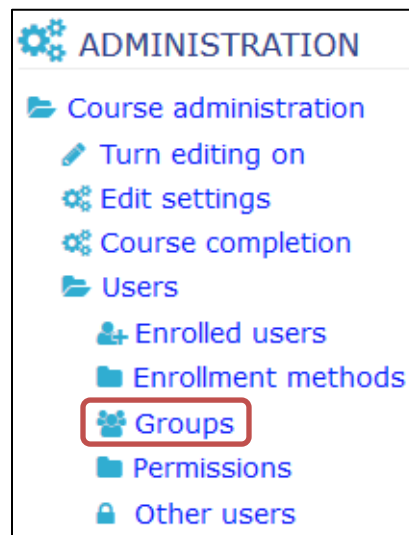 ADMINISTRATION
Course administration
Turn editing on
Edit settings
Course completion
Users
Enrolled users
Enrollment methods
Groups
Permissions
Other users